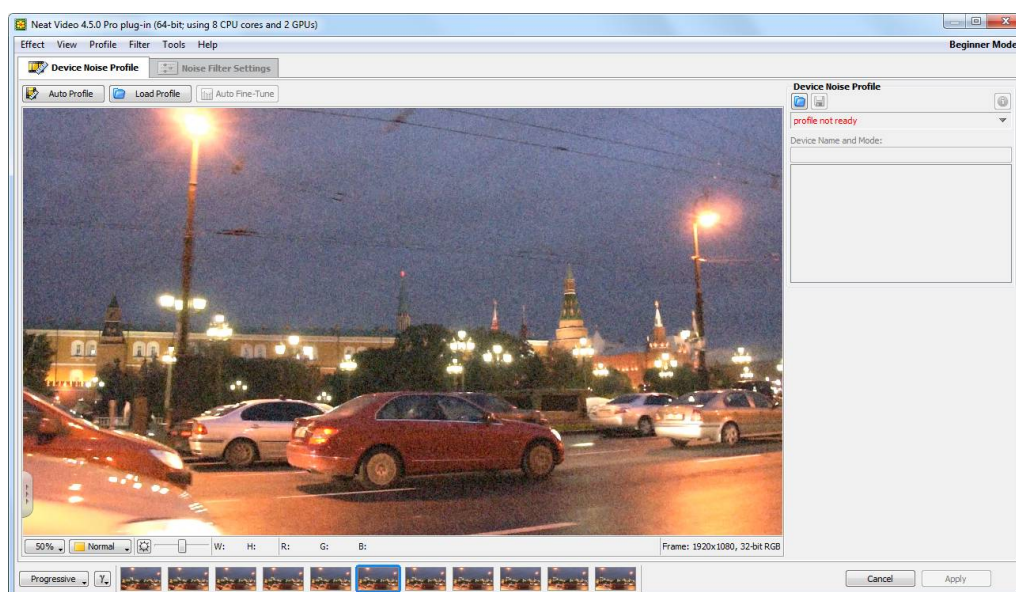 Neat Video 4.5.0 Pro plug-in (64-bit; using 8 CPU cores and 2 GPUs)
Effect View Profile Filter Tools Help Beginner Mode
Device Noise Profile Noise Filter Settings
Auto Profile Load Profile Auto Fine-Tune
Device Noise Profile
profile not ready
Device Name and Mode:
50% Normal W: H: R: G: B: Frame: 1920x1080, 32-bit RGB
Progressive Y Cancel Apply